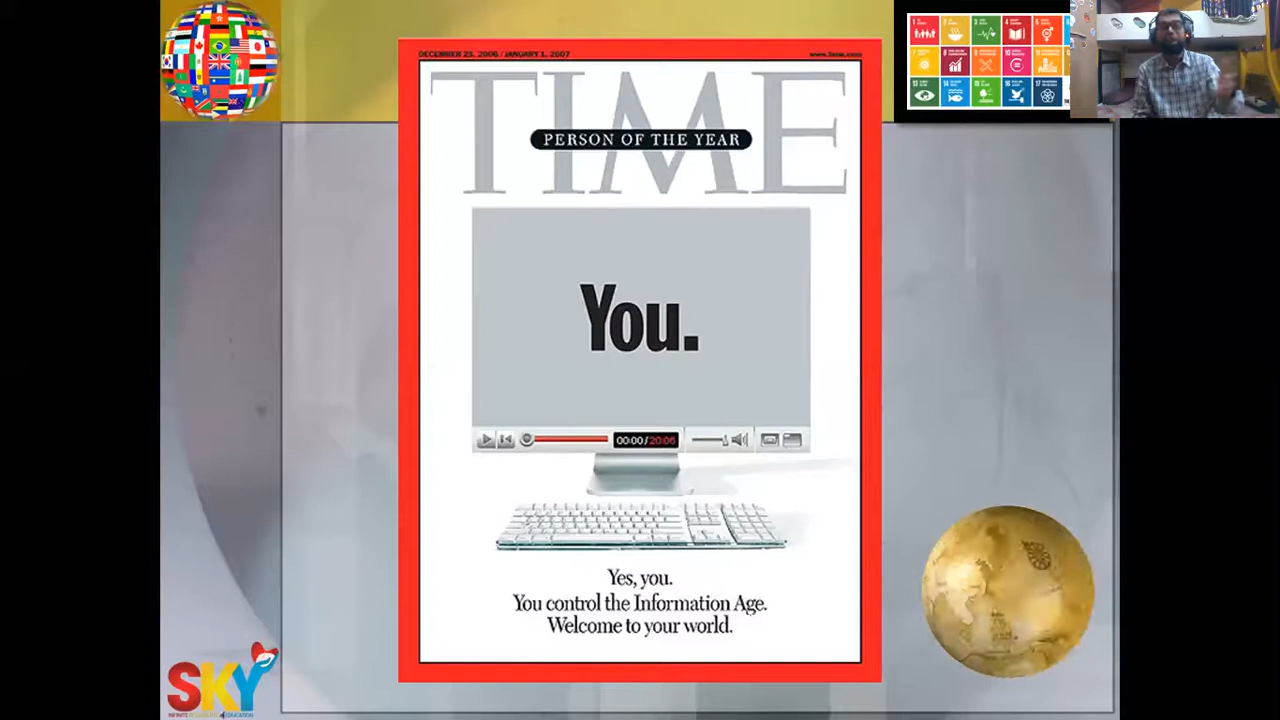 DECEMBER 25, 2006 / JANUARY 1, 2007
www.time.com
TIME
PERSON OF THE YEAR
You.
00:00/20:06
Yes, you.
You control the Information Age.
Welcome to your world.
SKY